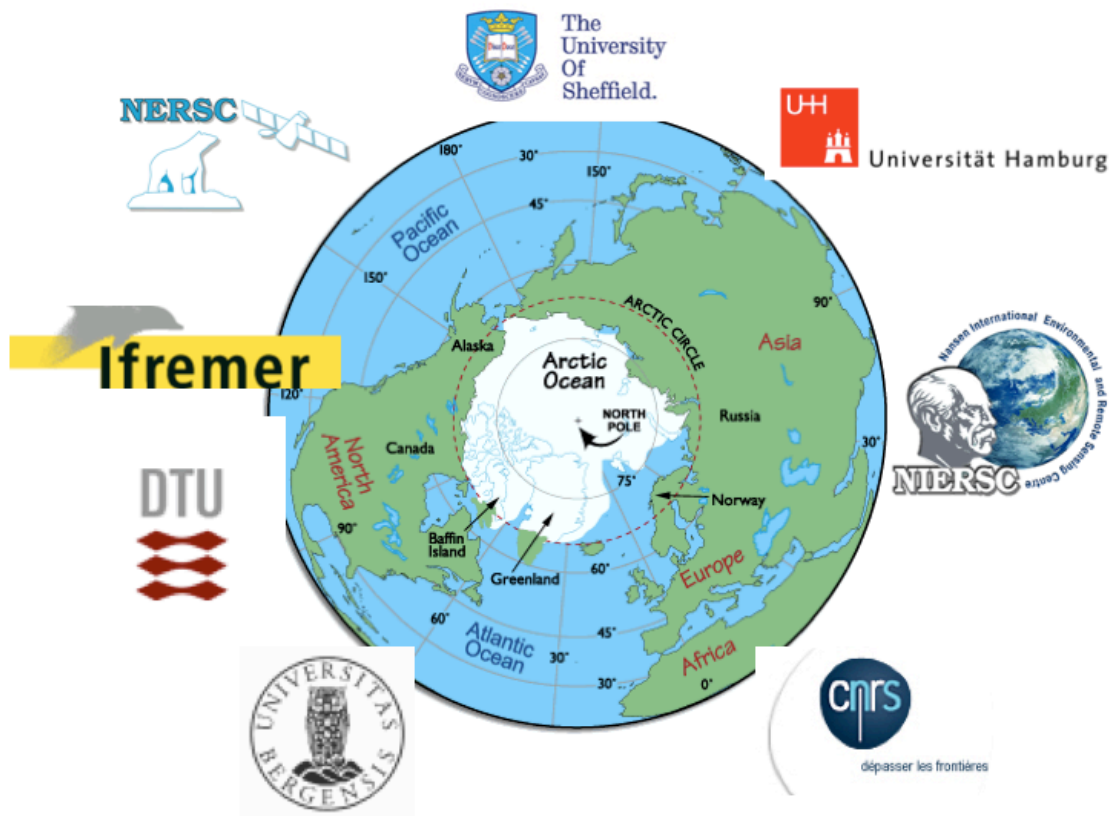 The
University
Of
Sheffield.
NERSC
UHH
Universität Hamburg
180°
30°
150°
45°
Pacific
Ocean
150°
90°
ARCTIC CIRCLE
Alaska
Asia
Arctic
Ocean
Ifremer
120°
NORTH
POLE
Russia
Canada
North
America
30°
75°
Norway
Nansen International Environmental and Remote Sensing Centre
NIERSC
DTU
90°
Baffin
Island
Greenland
60°
Europe
60°
45°
Atlantic
Ocean
30°
30°
Africa
0°
UNIVERSITAS
BERGENSIS
cnrs
dépasser les frontières